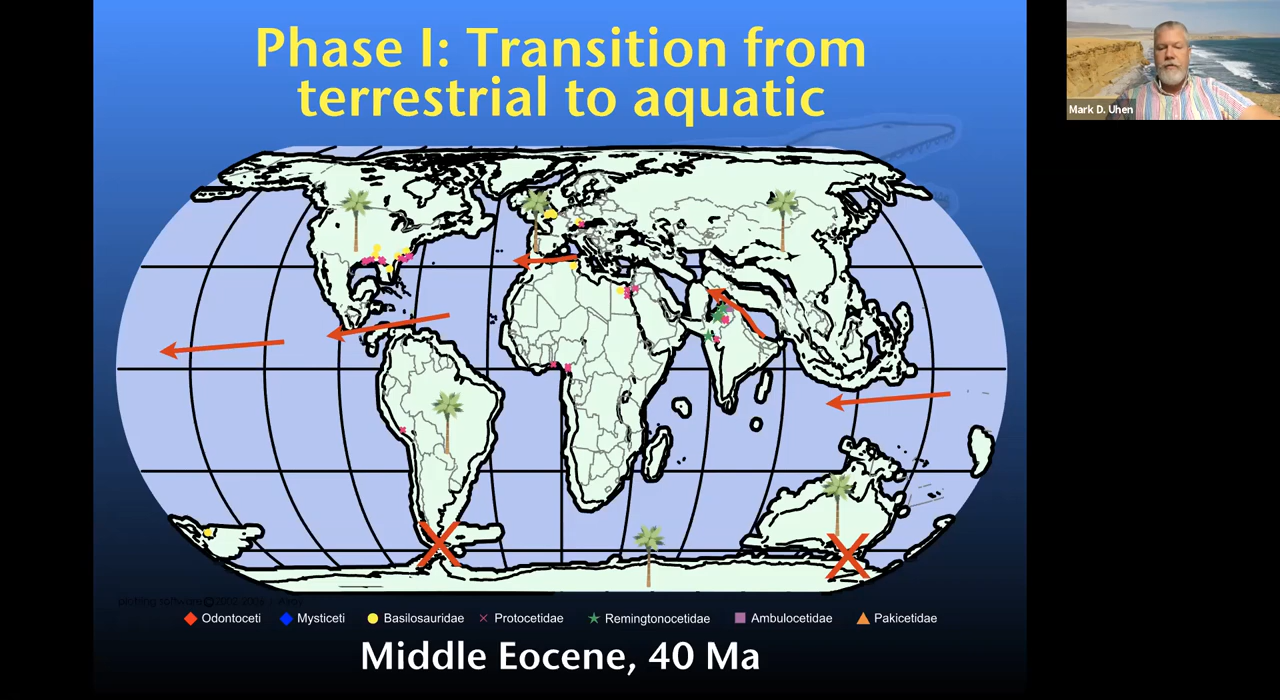 Phase I: Transition from
terrestrial to aquatic
Mark D. Uhen
Odontoceti Mysticeti Basilosauridae Protocetidae Remingtonocetidae Ambulocetidae Pakicetidae
Middle Eocene, 40 Ma